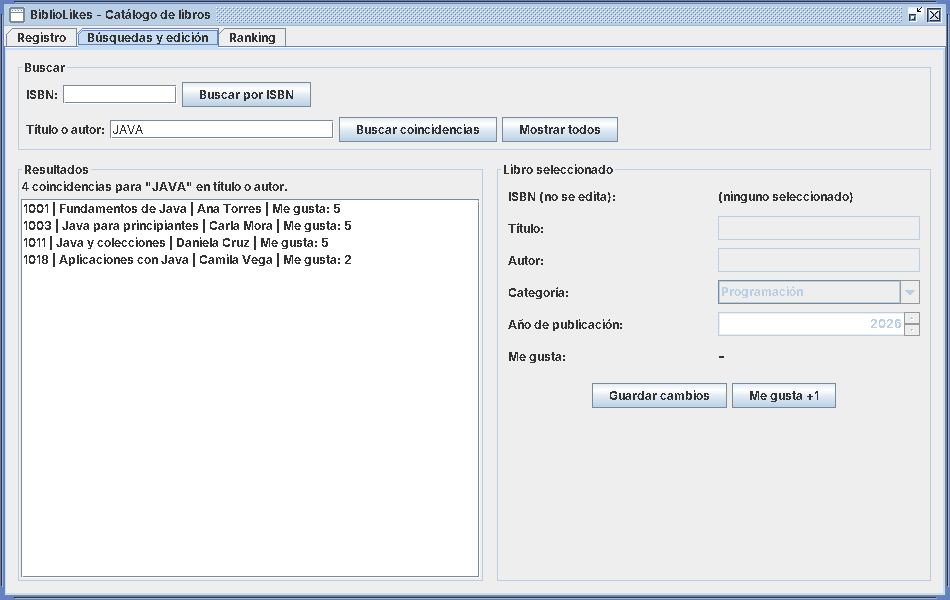 BiblioLikes - Catálogo de libros
Registro Búsquedas y edición Ranking
Buscar
ISBN: Buscar por ISBN
Título o autor: JAVA Buscar coincidencias Mostrar todos
Resultados
4 coincidencias para "JAVA" en título o autor.
1001 | Fundamentos de Java | Ana Torres | Me gusta: 5
1003 | Java para principiantes | Carla Mora | Me gusta: 5
1011 | Java y colecciones | Daniela Cruz | Me gusta: 5
1018 | Aplicaciones con Java | Camila Vega | Me gusta: 2
Libro seleccionado
ISBN (no se edita): (ninguno seleccionado)
Título:
Autor:
Categoría: Programación
Año de publicación: 2026
Me gusta: -
Guardar cambios Me gusta +1